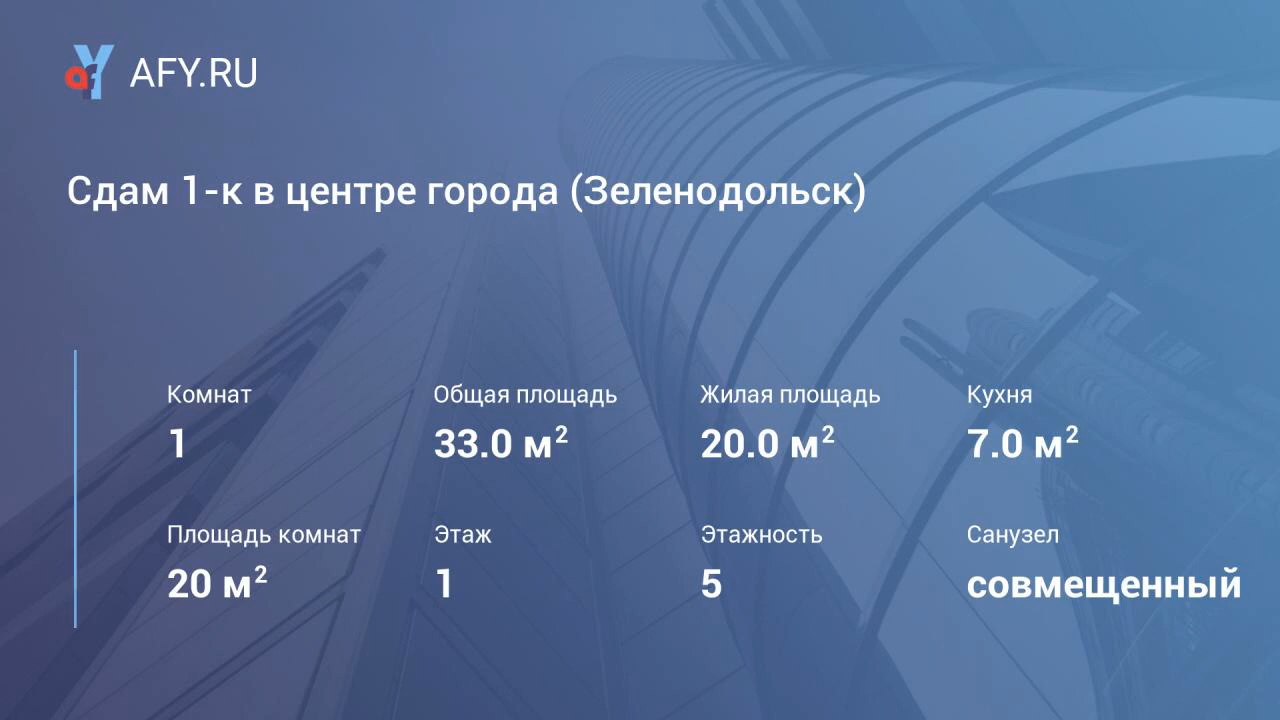 afy AFY.RU
Сдам 1-к в центре города (Зеленодольск)
Комнат Общая площадь Жилая площадь Кухня
1 33.0 м² 20.0 м² 7.0 м²
Площадь комнат Этаж Этажность Санузел
20 м² 1 5 совмещенный